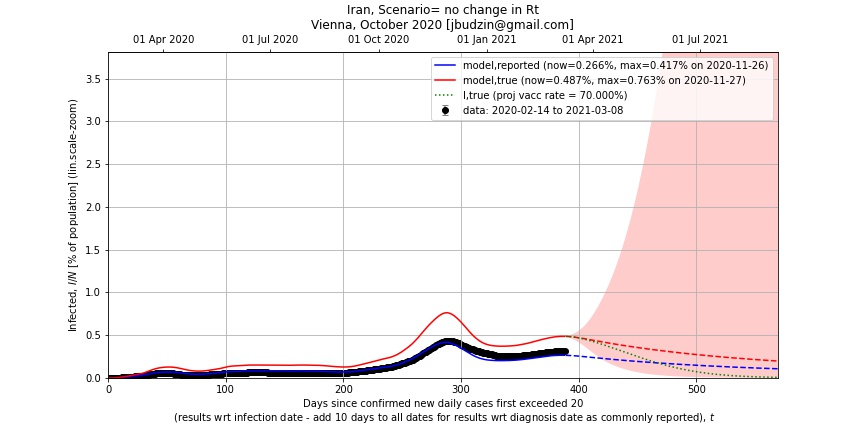 Iran, Scenario= no change in Rt
Vienna, October 2020 [jbudzin@gmail.com]
01 Apr 2020 01 Jul 2020 01 Oct 2020 01 Jan 2021 01 Apr 2021 01 Jul 2021
model,reported (now=0.266%, max=0.417% on 2020-11-26)
model,true (now=0.487%, max=0.763% on 2020-11-27)
I,true (proj vacc rate = 70.000%)
data: 2020-02-14 to 2021-03-08
Infected, I/N [% of population] (lin.scale-zoom)
3.5
3.0
2.5
2.0
1.5
1.0
0.5
0.0
0 100 200 300 400 500
Days since confirmed new daily cases first exceeded 20
(results wrt infection date - add 10 days to all dates for results wrt diagnosis date as commonly reported), t